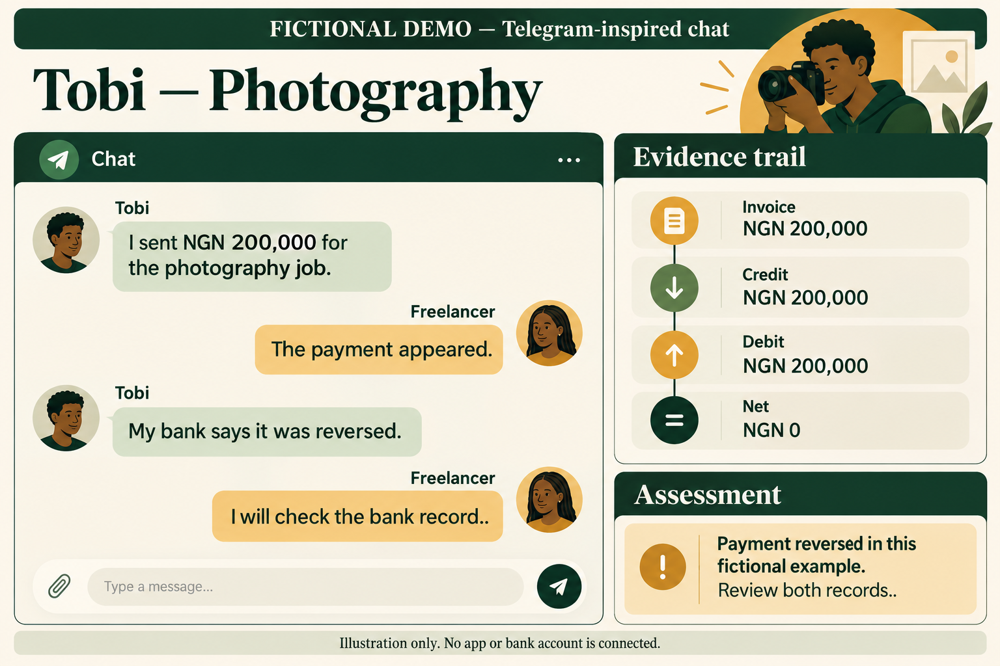 FICTIONAL DEMO — Telegram-inspired chat
Tobi — Photography
Chat
Tobi
I sent NGN 200,000 for
the photography job.
Freelancer
The payment appeared.
Tobi
My bank says it was reversed.
Freelancer
I will check the bank record..
Type a message...
Evidence trail
Invoice
NGN 200,000
Credit
NGN 200,000
Debit
NGN 200,000
Net
NGN 0
Assessment
Payment reversed in this
fictional example.
Review both records..
Illustration only. No app or bank account is connected.